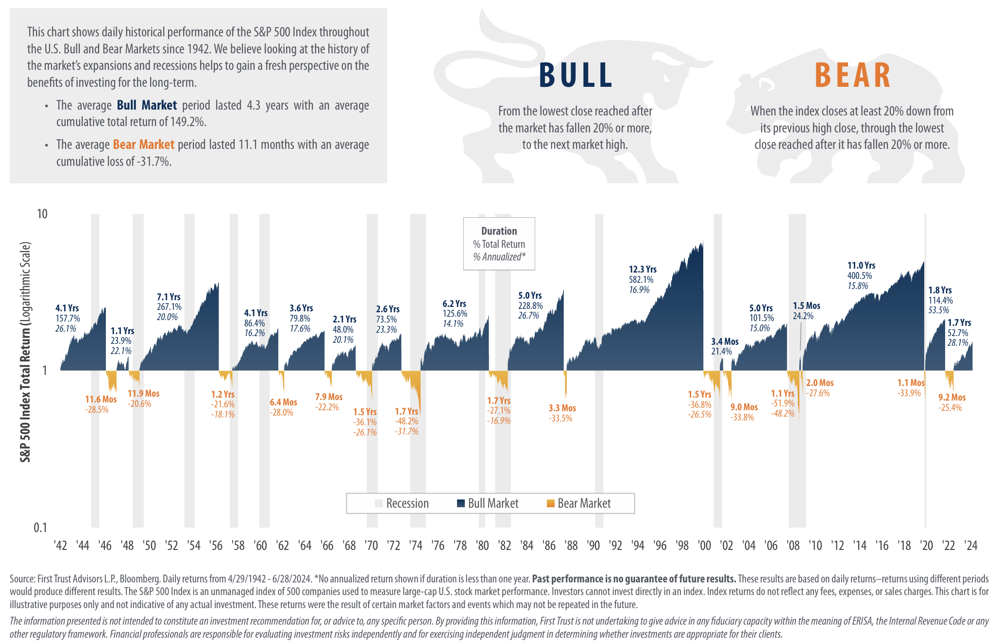 This chart shows daily historical performance of the S&P 500 Index throughout
the U.S. Bull and Bear Markets since 1942. We believe looking at the history of
the market's expansions and recessions helps to gain a fresh perspective on the
benefits of investing for the long-term.
• The average Bull Market period lasted 4.3 years with an average
cumulative total return of 149.2%.
• The average Bear Market period lasted 11.1 months with an average
cumulative loss of -31.7%.
BULL
From the lowest close reached after
the market has fallen 20% or more,
to the next market high.
BEAR
When the index closes at least 20% down from
its previous high close, through the lowest
close reached after it has fallen 20% or more.
S&P 500 Index Total Return (Logarithmic Scale)
10
1
0.1
Duration
% Total Return
% Annualized*
4.1 Yrs
157.7%
26.1%
1.1 Yrs
23.9%
22.1%
7.1 Yrs
267.1%
20.0%
4.1 Yrs
86.4%
16.2%
3.6 Yrs
79.8%
17.6%
2.1 Yrs
48.0%
20.1%
2.6 Yrs
73.5%
23.3%
6.2 Yrs
125.6%
14.1%
5.0 Yrs
228.8%
26.7%
12.3 Yrs
582.1%
16.9%
3.4 Mos
21.4%
5.0 Yrs
101.5%
15.0%
1.5 Mos
24.2%
11.0 Yrs
400.5%
15.8%
1.8 Yrs
114.4%
53.5%
1.7 Yrs
52.7%
28.1%
11.6 Mos
-28.5%
11.9 Mos
-20.6%
1.2 Yrs
-21.6%
-18.1%
6.4 Mos
-28.0%
7.9 Mos
-22.2%
1.5 Yrs
-36.1%
-26.1%
1.7 Yrs
-48.2%
-31.7%
1.7 Yrs
-27.1%
-16.9%
3.3 Mos
-33.5%
1.5 Yrs
-36.8%
-26.5%
9.0 Mos
-33.8%
1.1 Yrs
-51.9%
-48.2%
2.0 Mos
-27.6%
1.1 Mos
-33.9%
9.2 Mos
-25.4%
Recession Bull Market Bear Market
'42 '44 '46 '48 '50 '52 '54 '56 '58 '60 '62 '64 '66 '68 '70 '72 '74 '76 '78 '80 '82 '84 '86 '88 '90 '92 '94 '96 '98 '00 '02 '04 '06 '08 '10 '12 '14 '16 '18 '20 '22 '24
Source: First Trust Advisors L.P., Bloomberg. Daily returns from 4/29/1942 - 6/28/2024. *No annualized return shown if duration is less than one year. Past performance is no guarantee of future results. These results are based on daily returns–returns using different periods
would produce different results. The S&P 500 Index is an unmanaged index of 500 companies used to measure large-cap U.S. stock market performance. Investors cannot invest directly in an index. Index returns do not reflect any fees, expenses, or sales charges. This chart is for
illustrative purposes only and not indicative of any actual investment. These returns were the result of certain market factors and events which may not be repeated in the future.
The information presented is not intended to constitute an investment recommendation for, or advice to, any specific person. By providing this information, First Trust is not undertaking to give advice in any fiduciary capacity within the meaning of ERISA, the Internal Revenue Code or any
other regulatory framework. Financial professionals are responsible for evaluating investment risks independently and for exercising independent judgment in determining whether investments are appropriate for their clients.